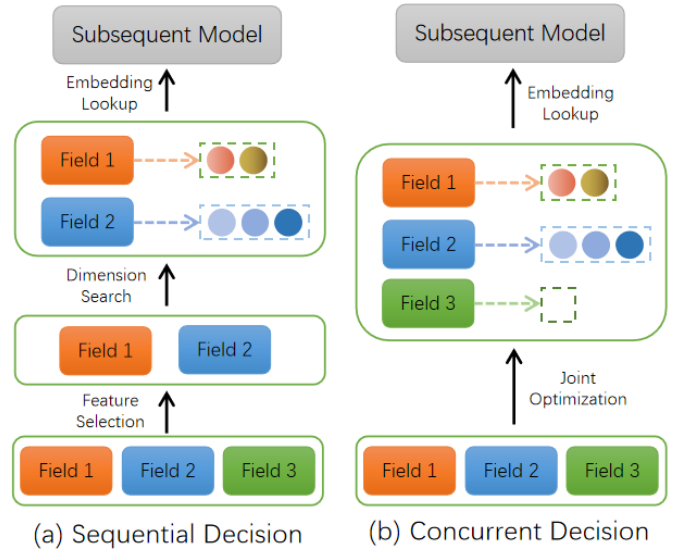 Subsequent Model
Embedding
Lookup
Field 1
Field 2
Dimension
Search
Field 1
Field 2
Feature
Selection
Field 1
Field 2
Field 3
(a) Sequential Decision
Subsequent Model
Embedding
Lookup
Field 1
Field 2
Field 3
Joint
Optimization
Field 1
Field 2
Field 3
(b) Concurrent Decision